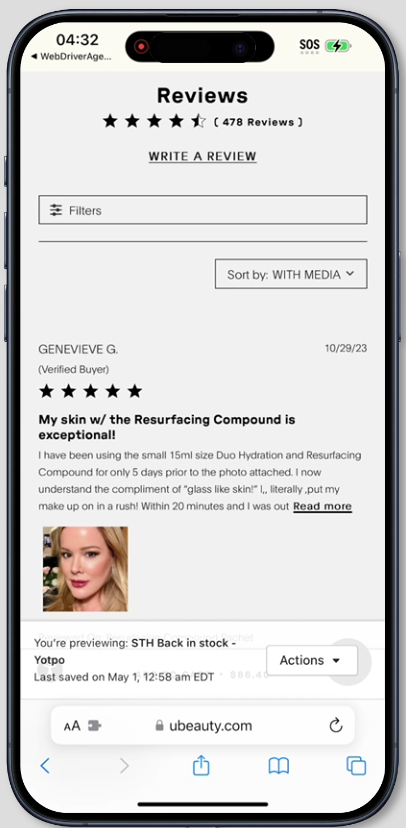 04:32
SOS
◀ WebDriverAge...
Reviews
( 478 Reviews )
WRITE A REVIEW
Filters
Sort by: WITH MEDIA
GENEVIEVE G.
10/29/23
(Verified Buyer)
My skin w/ the Resurfacing Compound is
exceptional!
I have been using the small 15ml size Duo Hydration and Resurfacing
Compound for only 5 days prior to the photo attached. I now
understand the compliment of "glass like skin!" I,, literally ,put my
make up on in a rush! Within 20 minutes and I was out Read more
You're previewing: STH Back in stock -
Yotpo
Last saved on May 1, 12:58 am EDT
Actions
AA
ubeauty.com